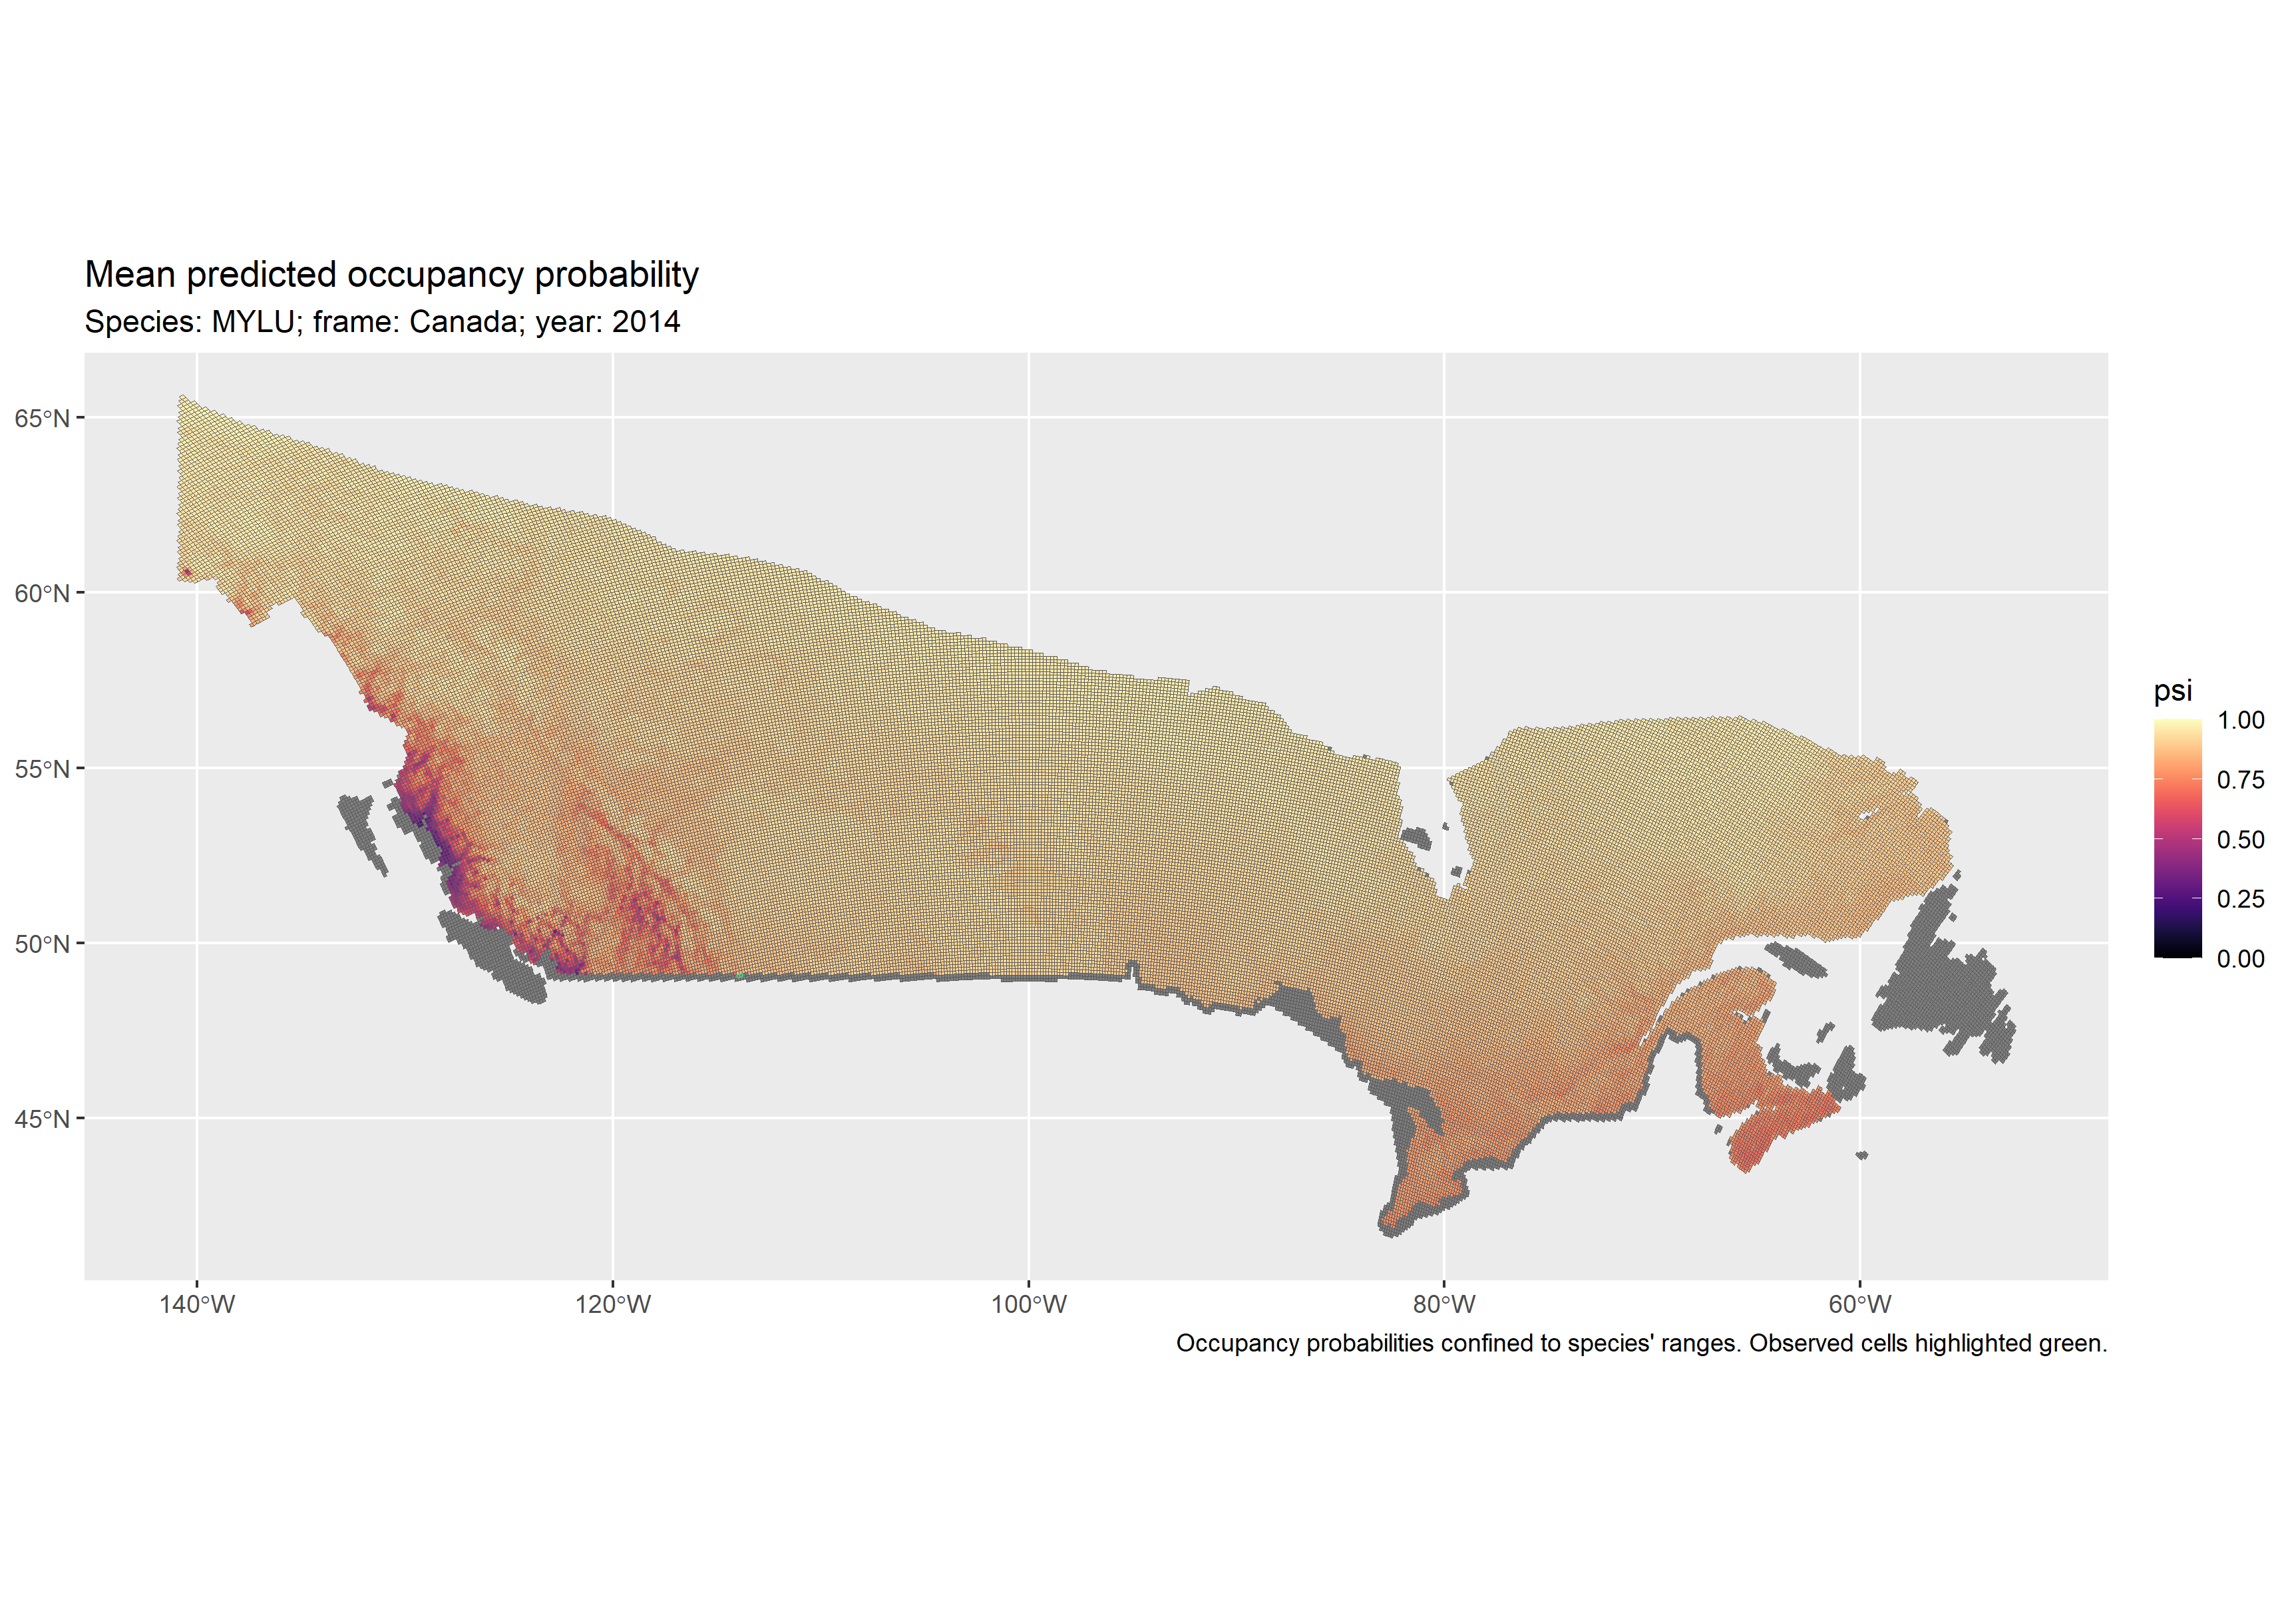 Mean predicted occupancy probability
Species: MYLU; frame: Canada; year: 2014
65°N
60°N
55°N
50°N
45°N
140°W
120°W
100°W
80°W
60°W
psi
1.00
0.75
0.50
0.25
0.00
Occupancy probabilities confined to species' ranges. Observed cells highlighted green.